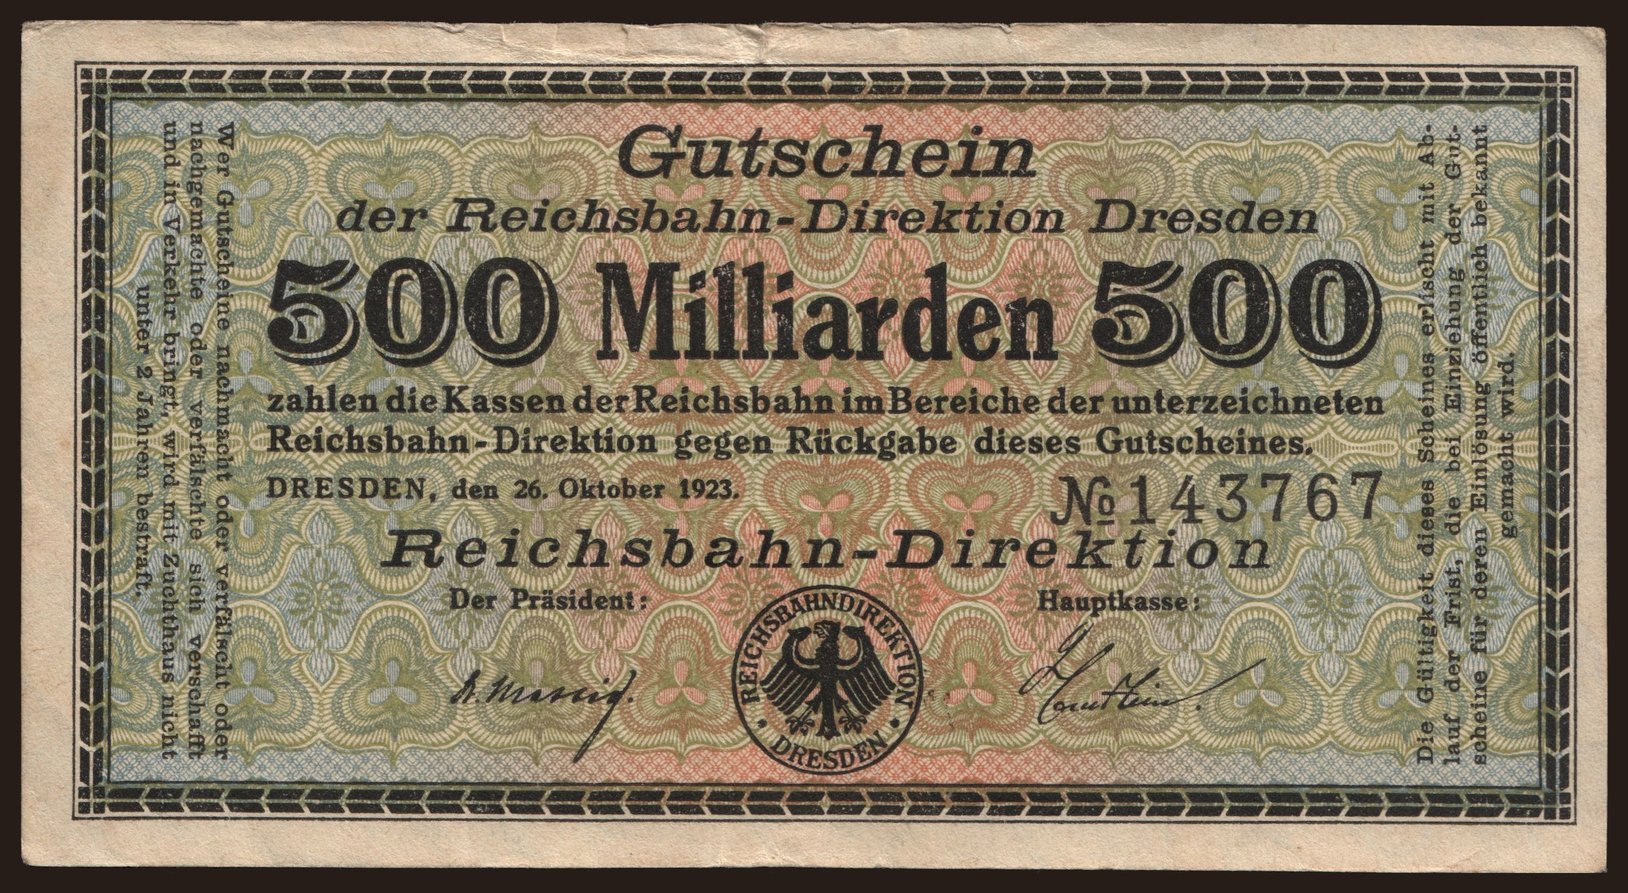 Gutschein
der Reichsbahn-Direktion Dresden
500 Milliarden 500
zahlen die Kassen der Reichsbahn im Bereiche der unterzeichneten
Reichsbahn-Direktion gegen Rückgabe dieses Gutscheines.
DRESDEN, den 26. Oktober 1923.
№ 143767
Reichsbahn-Direktion
Der Präsident:
Hauptkasse:
REICHSBAHNDIREKTION
DRESDEN
Wer Gutscheine nachmacht oder verfälscht oder
nachgemachte oder verfälschte sich verschafft
und in Verkehr bringt, wird mit Zuchthaus nicht
unter 2 Jahren bestraft.
Die Gültigkeit dieses Scheines erlischt mit Ab-
lauf der Frist, die bei Einziehung der Gut-
scheine für deren Einlösung öffentlich bekannt
gemacht wird.